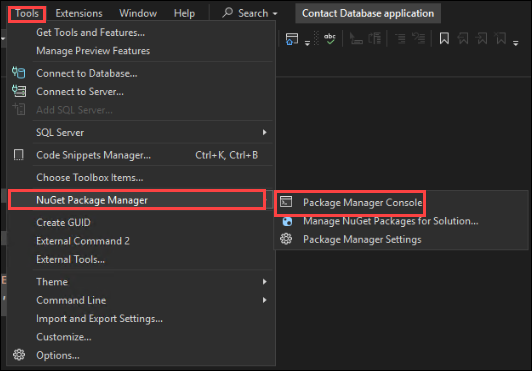 Tools Extensions Window Help Search Contact Database application
Get Tools and Features...
Manage Preview Features
Connect to Database...
Connect to Server...
Add SQL Server...
SQL Server
Code Snippets Manager... Ctrl+K, Ctrl+B
Choose Toolbox Items...
NuGet Package Manager
Package Manager Console
Create GUID
Manage NuGet Packages for Solution...
External Command 2
Package Manager Settings
External Tools...
Theme
Command Line
Import and Export Settings...
Customize...
Options...